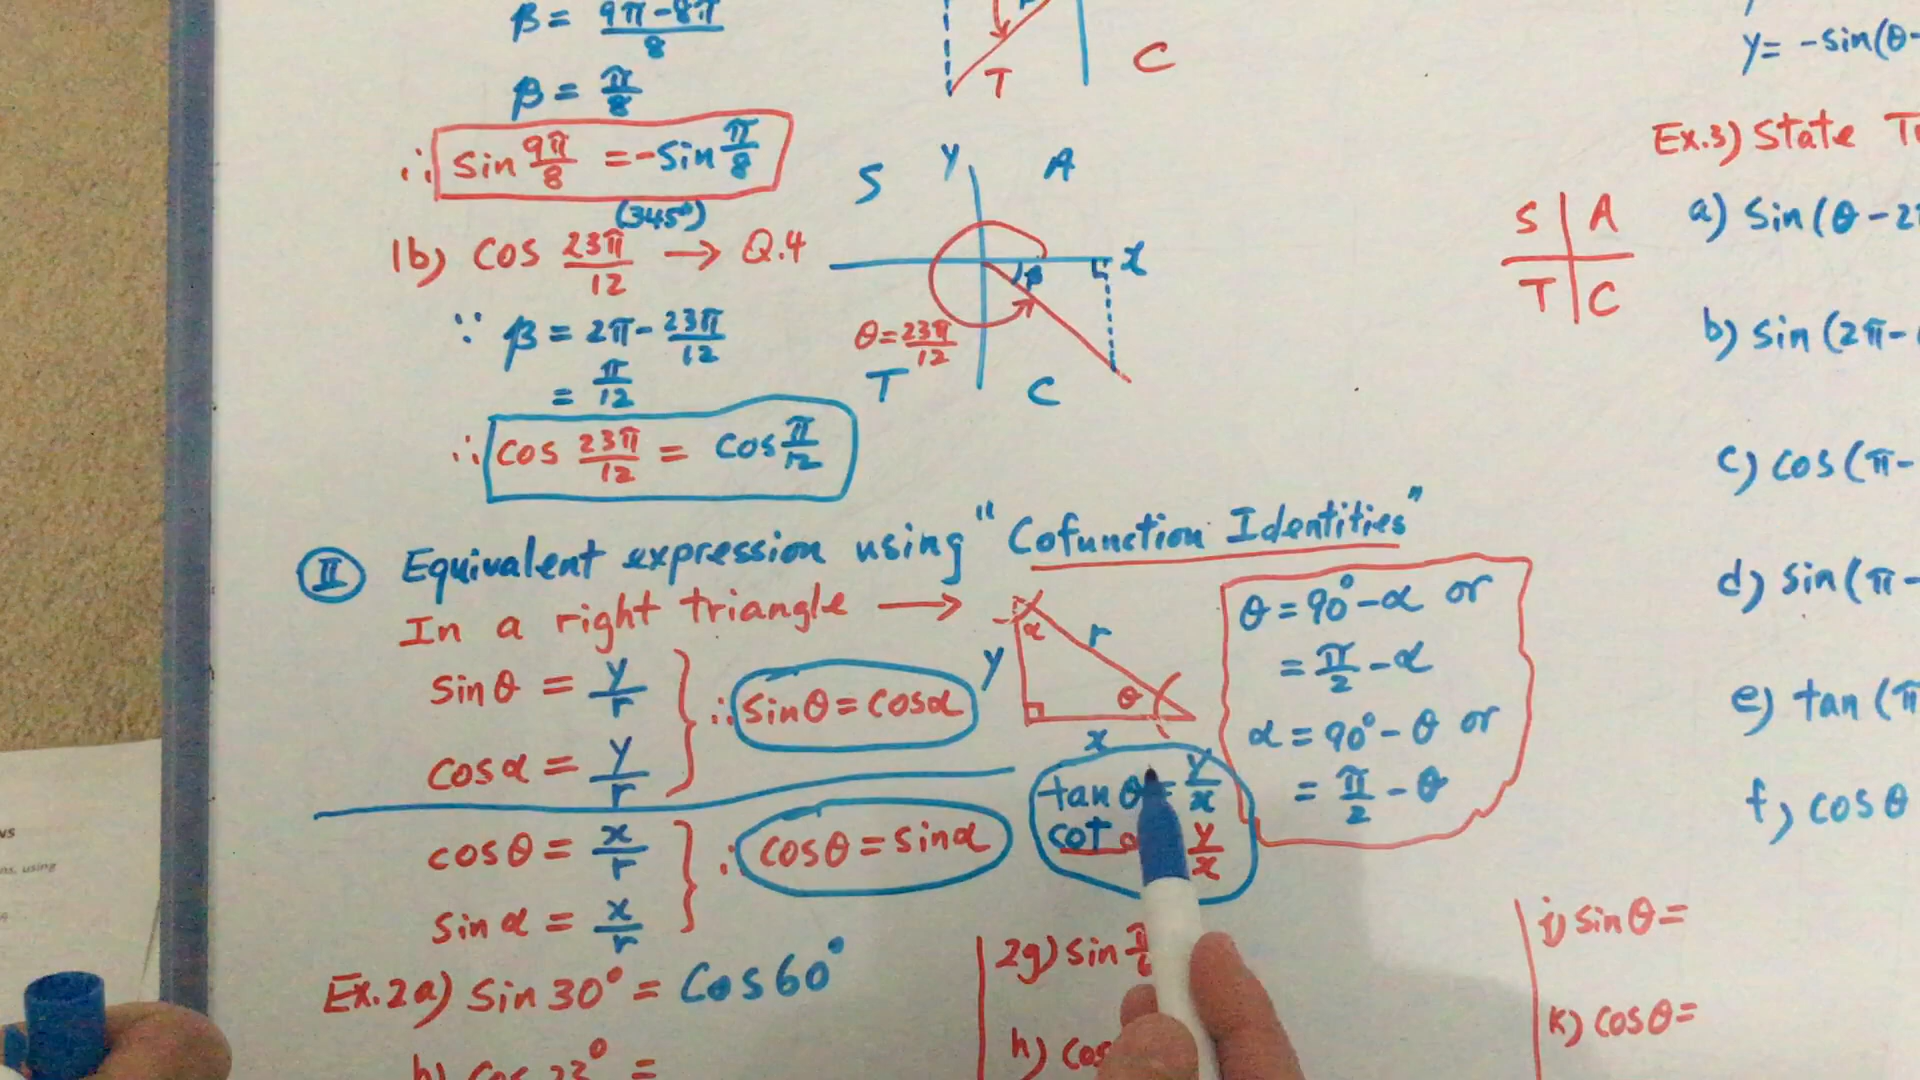 β = 9π-8π/8
β = π/8
∴ sin 9π/8 = -sin π/8
(345°)
1b) cos 23π/12 → Q.4
∵ β = 2π - 23π/12
= π/12
∴ cos 23π/12 = cos π/12
T
C
S y A
β x
θ = 23π/12
T C
II Equivalent expression using "Cofunction Identities"
In a right triangle →
sin θ = y/r
cos α = y/r
∴ sin θ = cos α
cos θ = x/r
sin α = x/r
∴ cos θ = sin α
α r
y θ
x
tan θ = y/x
cot y/x
θ = 90° - α or
= π/2 - α
α = 90° - θ or
= π/2 - θ
Ex.2a) sin 30° = cos 60°
2g) sin
h) cos
y = -sin(θ-
Ex.3) State
S A
T C
a) sin(θ - 2
b) sin (2π -
c) cos (π -
d) sin (π -
e) tan (π
f) cos θ
j) sin θ =
k) cos θ =
using